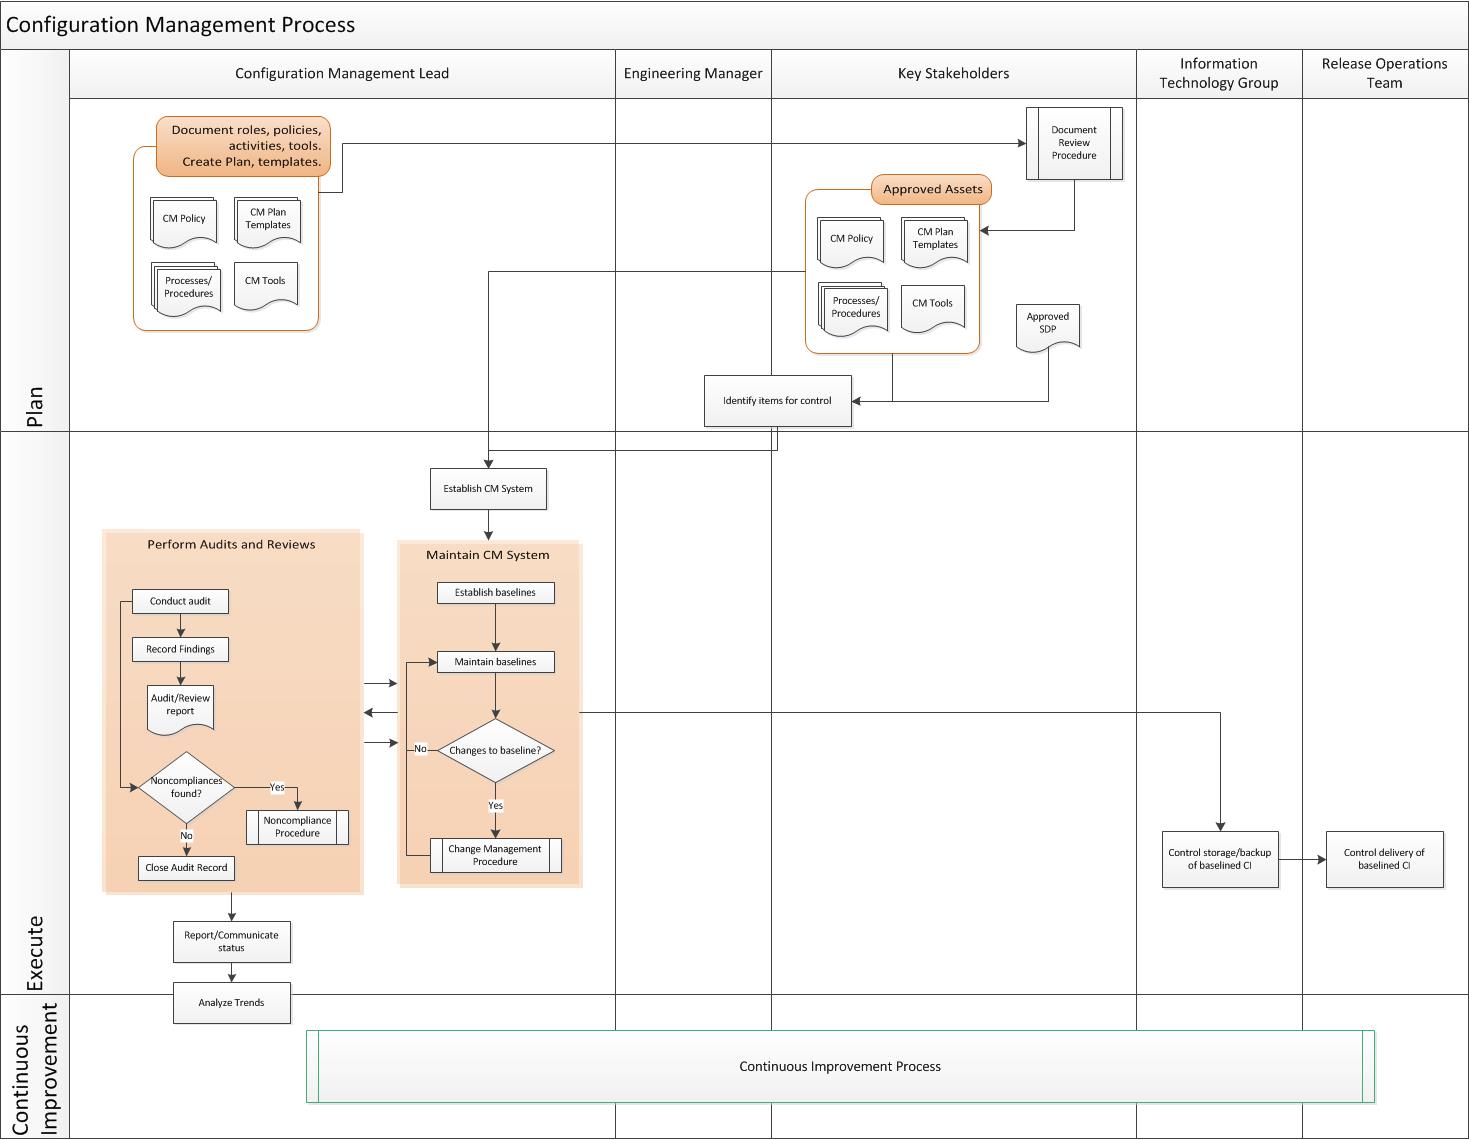 Configuration Management Process
Configuration Management Lead
Engineering Manager
Key Stakeholders
Information
Technology Group
Release Operations
Team
Plan
Document roles, policies,
activities, tools.
Create Plan, templates.
CM Policy
CM Plan
Templates
Processes/
Procedures
CM Tools
Document
Review
Procedure
Approved Assets
CM Policy
CM Plan
Templates
Processes/
Procedures
CM Tools
Approved
SDP
Identify items for control
Execute
Establish CM System
Perform Audits and Reviews
Conduct audit
Record Findings
Audit/Review
report
Noncompliances
found?
Yes
Noncompliance
Procedure
No
Close Audit Record
Maintain CM System
Establish baselines
Maintain baselines
Changes to baseline?
No
Yes
Change Management
Procedure
Control storage/backup
of baselined CI
Control delivery of
baselined CI
Report/Communicate
status
Analyze Trends
Continuous
Improvement
Continuous Improvement Process